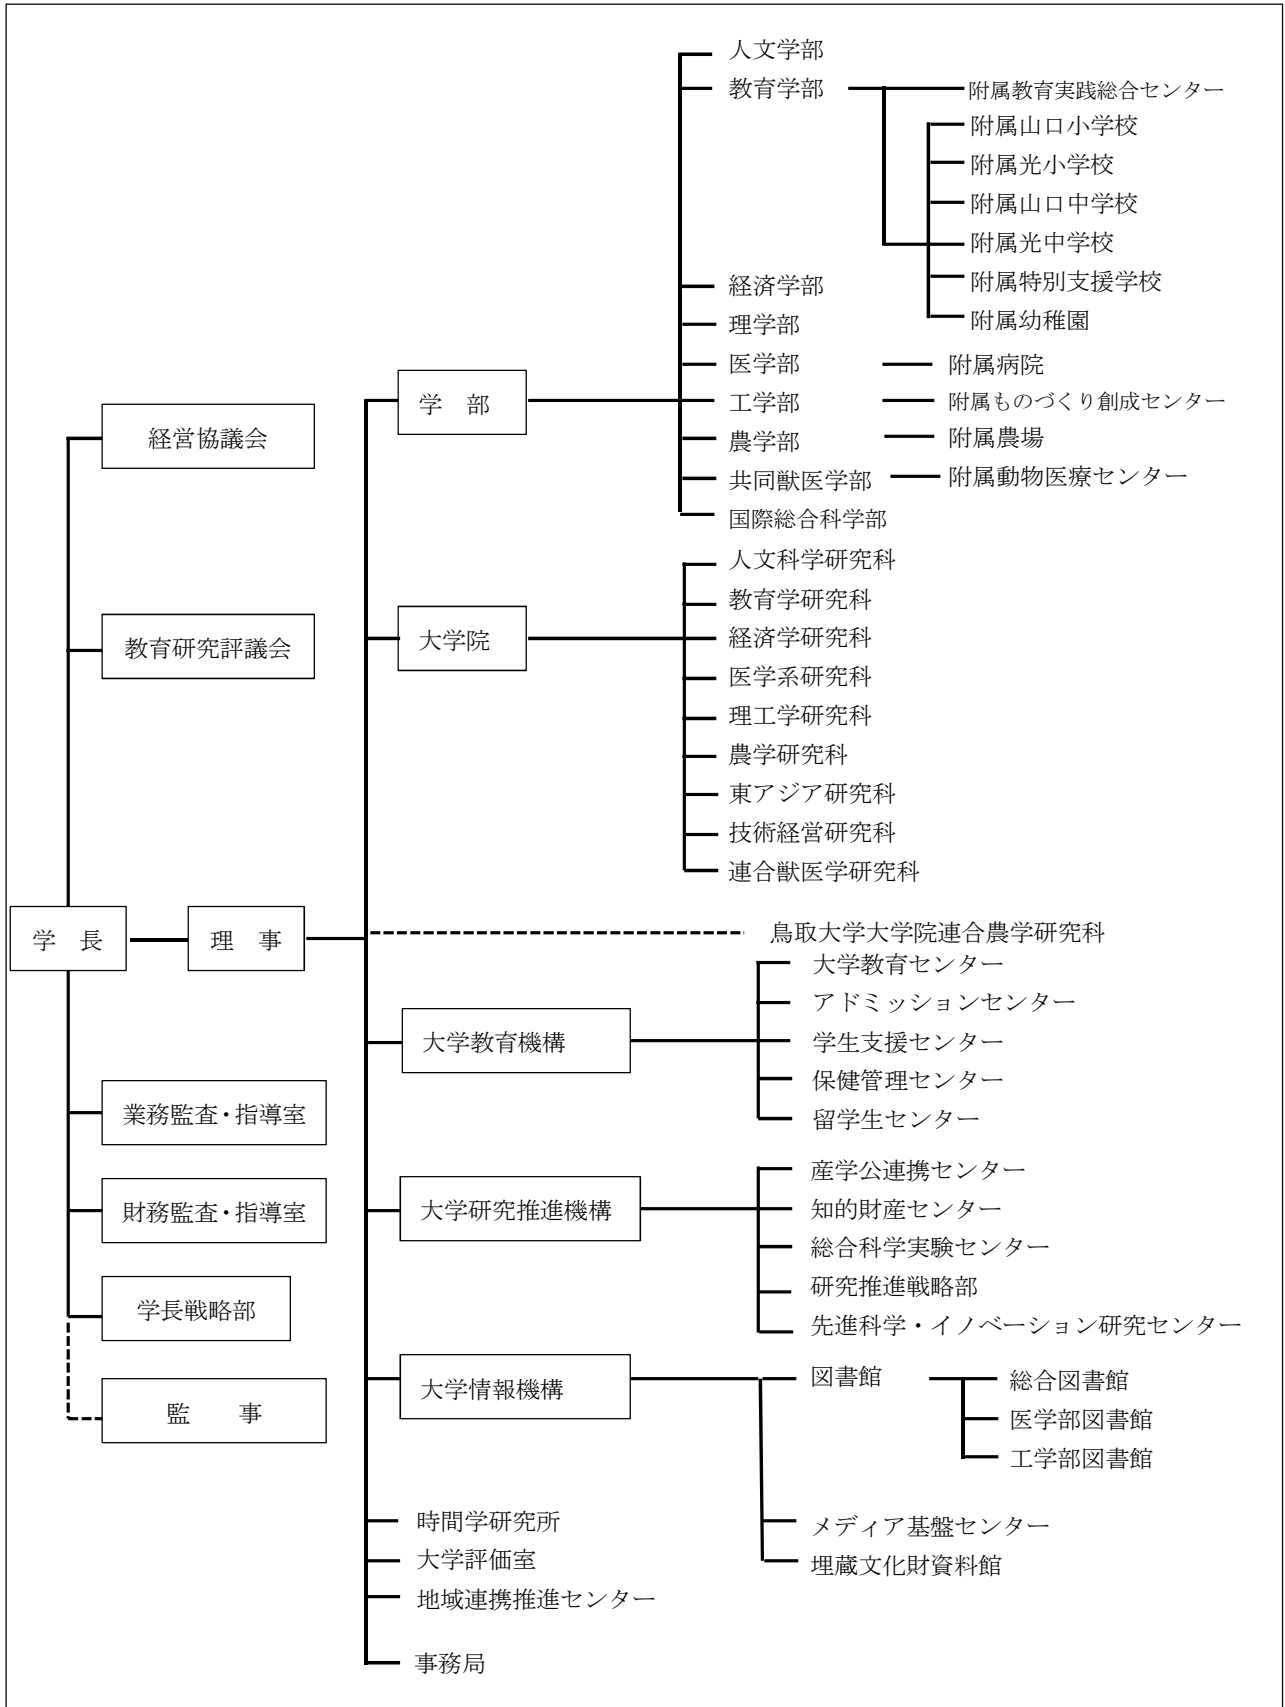 人文学部
教育学部
附属教育実践総合センター
附属山口小学校
附属光小学校
附属山口中学校
附属光中学校
附属特別支援学校
附属幼稚園
経済学部
理学部
医学部
附属病院
学 部
工学部
附属ものづくり創成センター
経営協議会
農学部
附属農場
共同獣医学部
附属動物医療センター
国際総合科学部
人文科学研究科
教育学研究科
教育研究評議会
大学院
経済学研究科
医学系研究科
理工学研究科
農学研究科
東アジア研究科
技術経営研究科
連合獣医学研究科
学 長
理 事
鳥取大学大学院連合農学研究科
大学教育センター
アドミッションセンター
大学教育機構
学生支援センター
保健管理センター
留学生センター
業務監査・指導室
産学公連携センター
財務監査・指導室
大学研究推進機構
知的財産センター
総合科学実験センター
研究推進戦略部
先進科学・イノベーション研究センター
学長戦略部
大学情報機構
図書館
総合図書館
医学部図書館
工学部図書館
監 事
時間学研究所
メディア基盤センター
大学評価室
埋蔵文化財資料館
地域連携推進センター
事務局